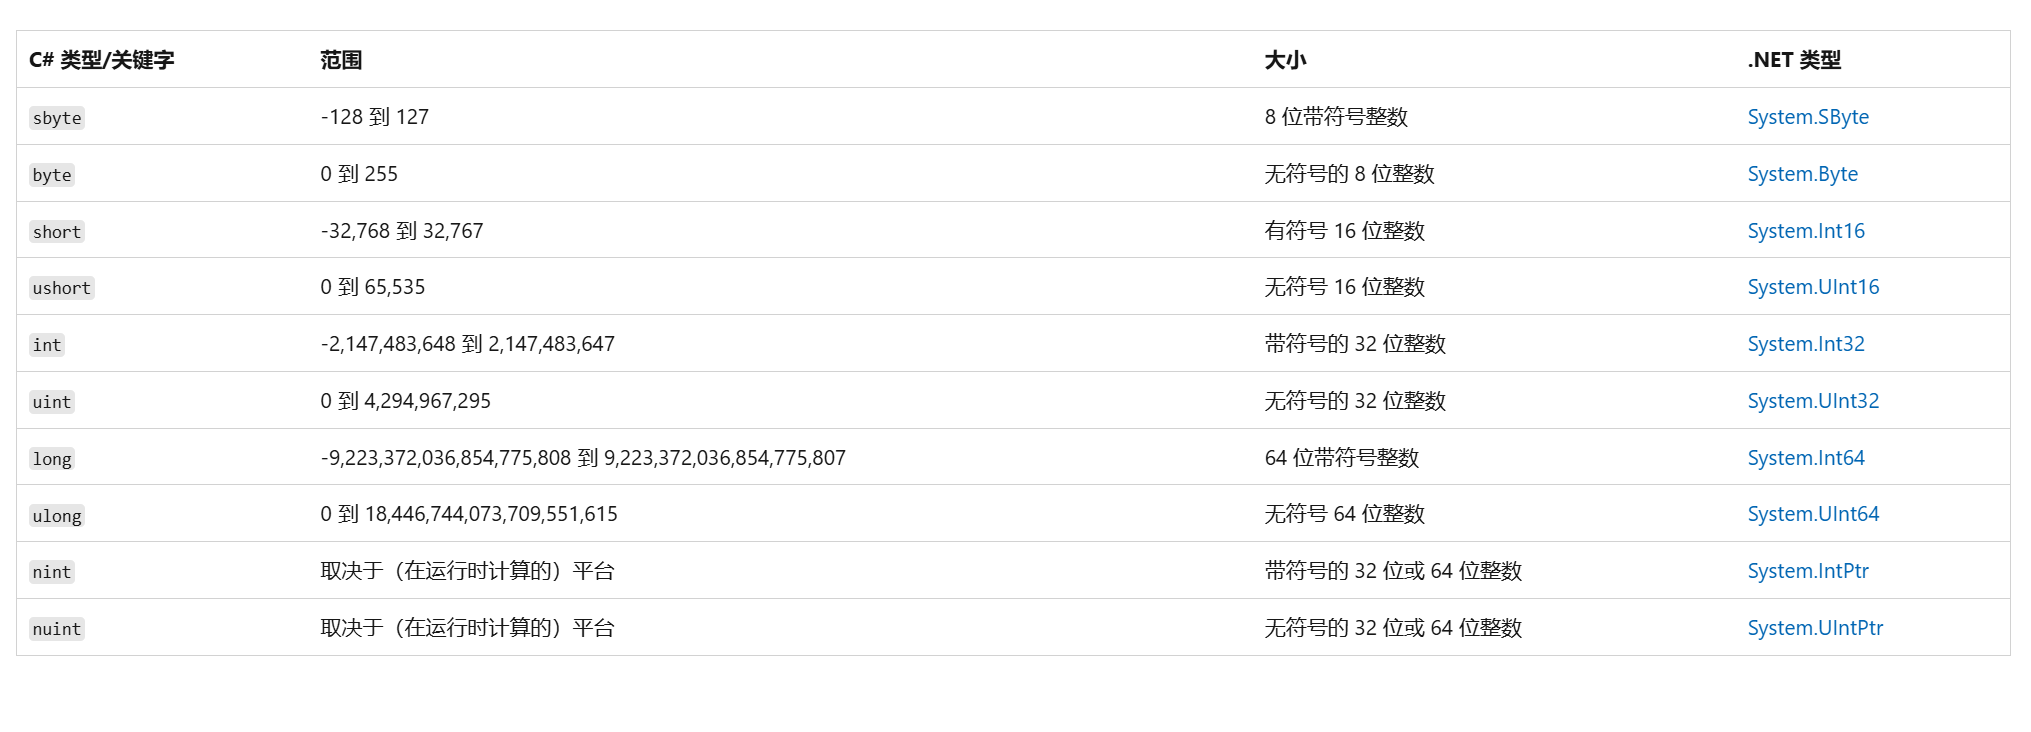 C# 类型/关键字 范围 大小 .NET 类型
sbyte -128 到 127 8 位带符号整数 System.SByte
byte 0 到 255 无符号的 8 位整数 System.Byte
short -32,768 到 32,767 有符号 16 位整数 System.Int16
ushort 0 到 65,535 无符号 16 位整数 System.UInt16
int -2,147,483,648 到 2,147,483,647 带符号的 32 位整数 System.Int32
uint 0 到 4,294,967,295 无符号的 32 位整数 System.UInt32
long -9,223,372,036,854,775,808 到 9,223,372,036,854,775,807 64 位带符号整数 System.Int64
ulong 0 到 18,446,744,073,709,551,615 无符号 64 位整数 System.UInt64
nint 取决于（在运行时计算的）平台 带符号的 32 位或 64 位整数 System.IntPtr
nuint 取决于（在运行时计算的）平台 无符号的 32 位或 64 位整数 System.UIntPtr